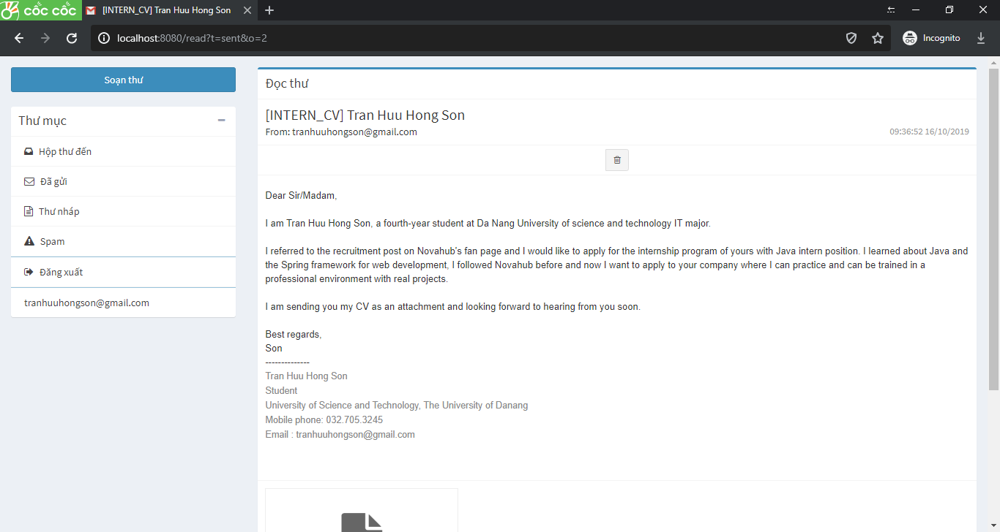 cốc cốc
[INTERN_CV] Tran Huu Hong Son
localhost:8080/read?t=sent&o=2
Incognito
Soạn thư
Thư mục
Hộp thư đến
Đã gửi
Thư nháp
Spam
Đăng xuất
tranhuuhongson@gmail.com
Đọc thư
[INTERN_CV] Tran Huu Hong Son
From: tranhuuhongson@gmail.com
09:36:52 16/10/2019
Dear Sir/Madam,
I am Tran Huu Hong Son, a fourth-year student at Da Nang University of science and technology IT major.
I referred to the recruitment post on Novahub's fan page and I would like to apply for the internship program of yours with Java intern position. I learned about Java and
the Spring framework for web development, I followed Novahub before and now I want to apply to your company where I can practice and can be trained in a
professional environment with real projects.
I am sending you my CV as an attachment and looking forward to hearing from you soon.
Best regards,
Son
--------------
Tran Huu Hong Son
Student
University of Science and Technology, The University of Danang
Mobile phone: 032.705.3245
Email : tranhuuhongson@gmail.com